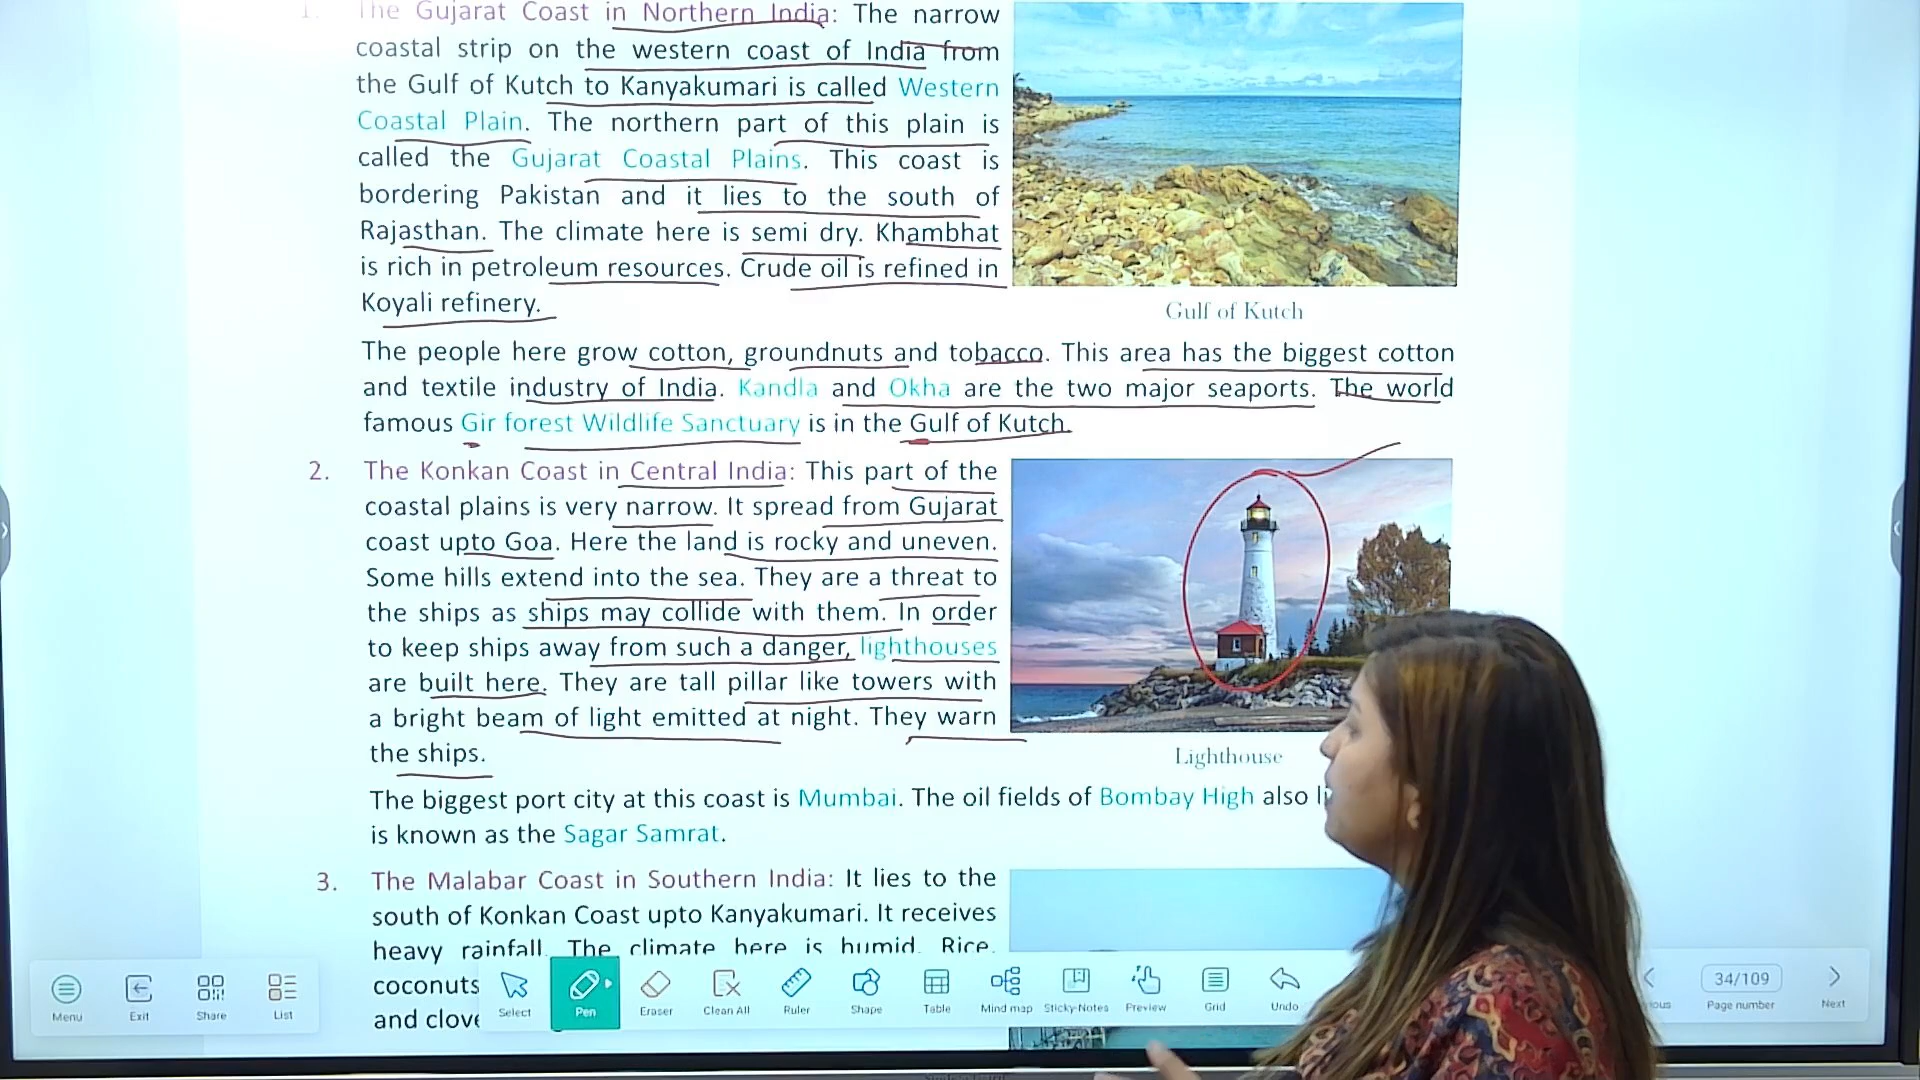 1. The Gujarat Coast in Northern India: The narrow
coastal strip on the western coast of India from
the Gulf of Kutch to Kanyakumari is called Western
Coastal Plain. The northern part of this plain is
called the Gujarat Coastal Plains. This coast is
bordering Pakistan and it lies to the south of
Rajasthan. The climate here is semi dry. Khambhat
is rich in petroleum resources. Crude oil is refined in
Koyali refinery.
Gulf of Kutch
The people here grow cotton, groundnuts and tobacco. This area has the biggest cotton
and textile industry of India. Kandla and Okha are the two major seaports. The world
famous Gir forest Wildlife Sanctuary is in the Gulf of Kutch.
2. The Konkan Coast in Central India: This part of the
coastal plains is very narrow. It spread from Gujarat
coast upto Goa. Here the land is rocky and uneven.
Some hills extend into the sea. They are a threat to
the ships as ships may collide with them. In order
to keep ships away from such a danger, lighthouses
are built here. They are tall pillar like towers with
a bright beam of light emitted at night. They warn
the ships.
Lighthouse
The biggest port city at this coast is Mumbai. The oil fields of Bombay High also
is known as the Sagar Samrat.
3. The Malabar Coast in Southern India: It lies to the
south of Konkan Coast upto Kanyakumari. It receives
heavy rainfall. The climate here is humid. Rice,
coconuts
and clove
Menu Exit Share List Select Pen Eraser Clean All Ruler Shape Table Mind map Sticky-Notes Preview Grid Undo 34/109 Page number Next